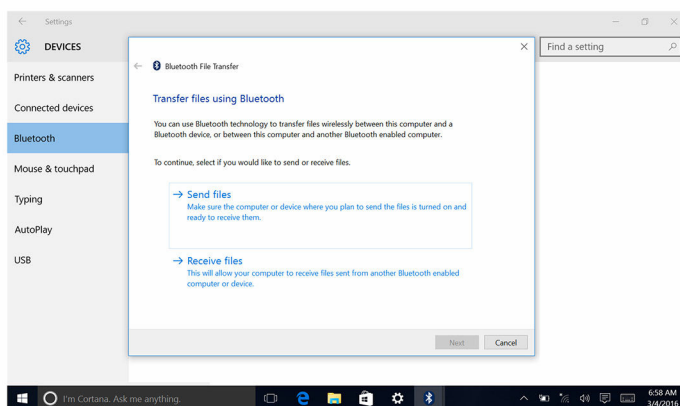 Settings
DEVICES
Find a setting
Printers & scanners
Connected devices
Bluetooth
Mouse & touchpad
Typing
AutoPlay
USB
Bluetooth File Transfer
Transfer files using Bluetooth
You can use Bluetooth technology to transfer files wirelessly between this computer and a
Bluetooth device, or between this computer and another Bluetooth enabled computer.
To continue, select if you would like to send or receive files.
Send files
Make sure the computer or device where you plan to send the files is turned on and
ready to receive them.
Receive files
This will allow your computer to receive files sent from another Bluetooth enabled
computer or device.
Next
Cancel
I'm Cortana. Ask me anything.
6:58 AM
3/4/2016